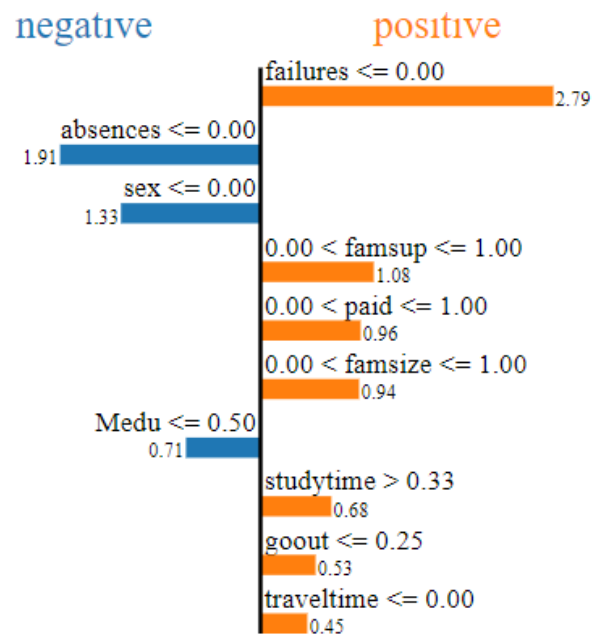 negative positive
failures <= 0.00
2.79
absences <= 0.00
1.91
sex <= 0.00
1.33
0.00 < famsup <= 1.00
1.08
0.00 < paid <= 1.00
0.96
0.00 < famsize <= 1.00
0.94
Medu <= 0.50
0.71
studytime > 0.33
0.68
goout <= 0.25
0.53
traveltime <= 0.00
0.45